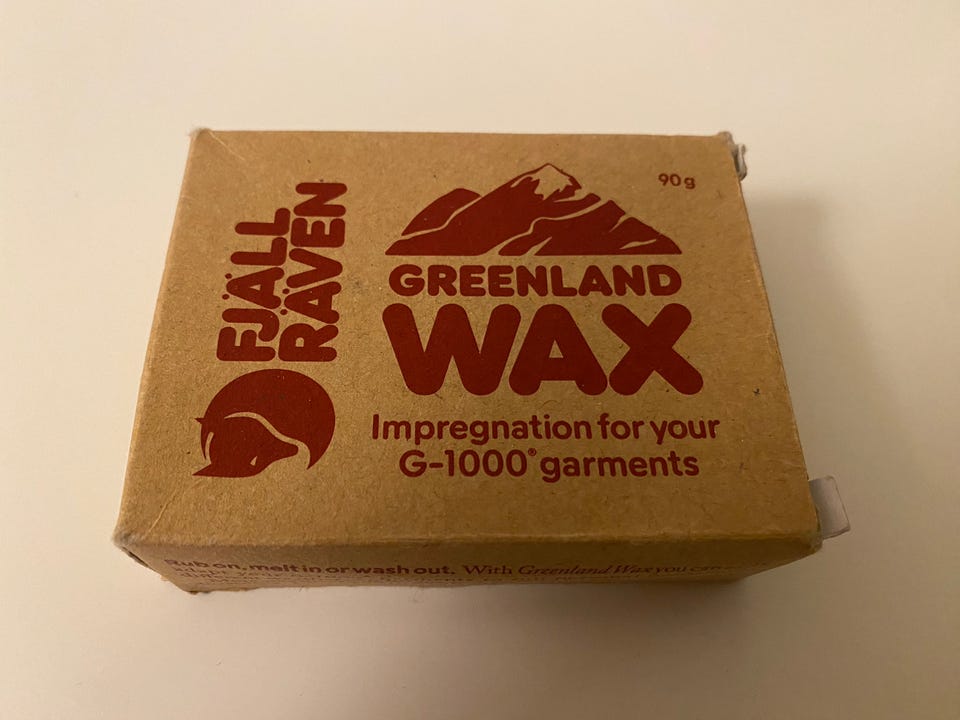 FJÄLL
RÄVEN
90g
GREENLAND
WAX
Impregnation for your
G-1000® garments
Rub on, melt in or wash out. With Greenland Wax you can